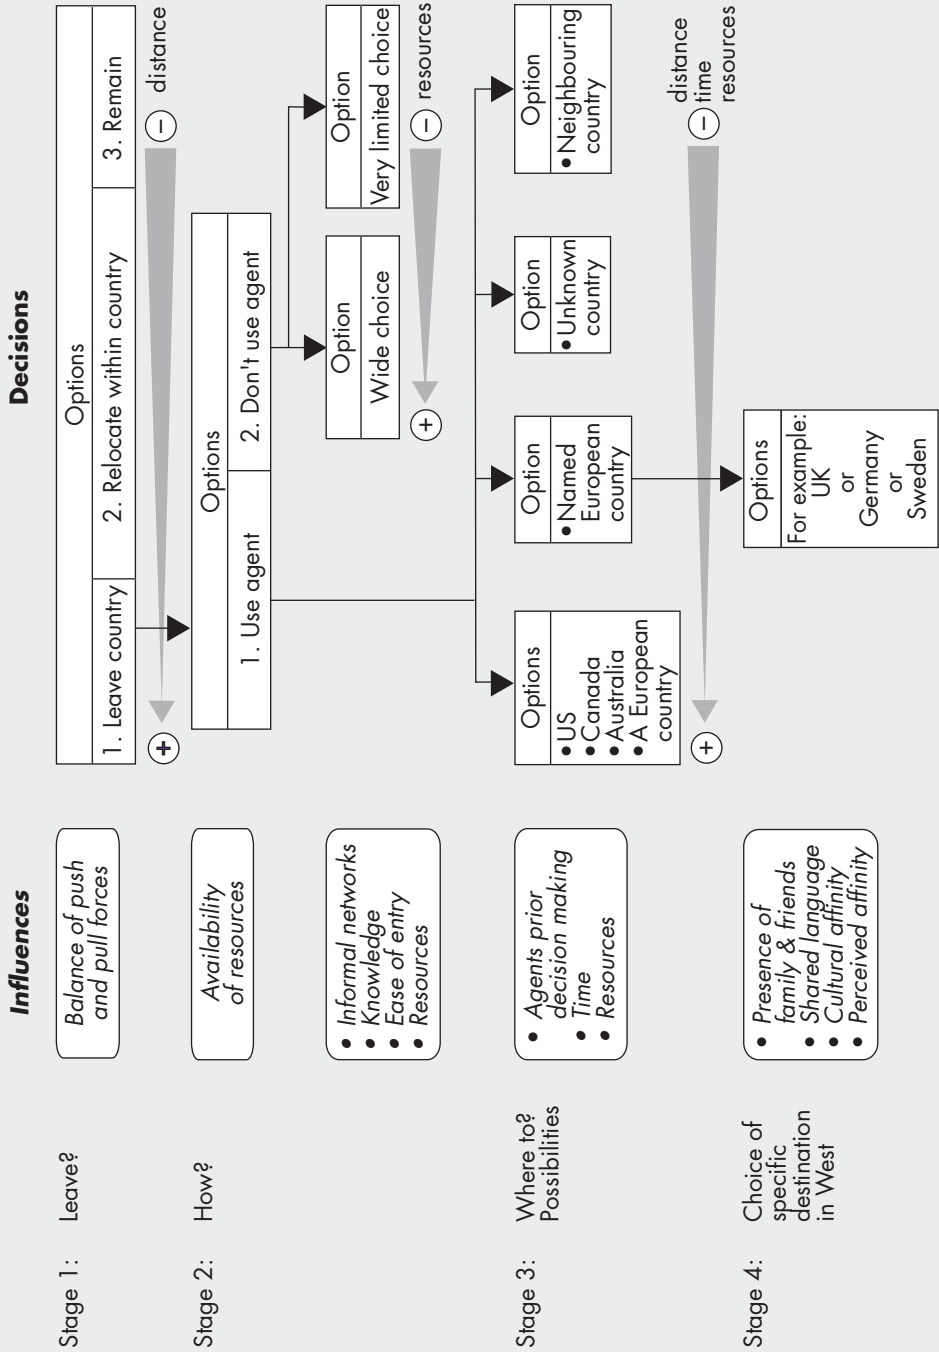 Influences
Decisions
Stage 1:
Leave?
Balance of push
and pull forces
Options
1. Leave country
2. Relocate within country
3. Remain
+
− distance
Stage 2:
How?
Availability
of resources
Options
1. Use agent
2. Don't use agent
• Informal networks
• Knowledge
• Ease of entry
• Resources
Option
Wide choice
Option
Very limited choice
+
− resources
Stage 3:
Where to?
Possibilities
• Agents prior
decision making
• Time
• Resources
Options
• US
• Canada
• Australia
• A European
country
Option
• Named
European
country
Option
• Unknown
country
Option
• Neighbouring
country
+
−
distance
time
resources
Stage 4:
Choice of
specific
destination
in West
• Presence of
family & friends
• Shared language
• Cultural affinity
• Perceived affinity
Options
For example:
UK
or
Germany
or
Sweden